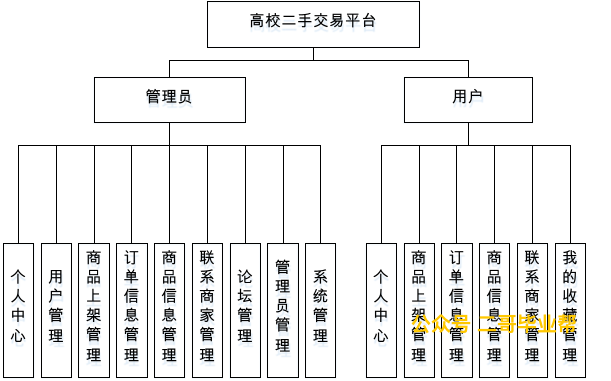 高校二手交易平台
管理员
用户
个人中心
用户管理
商品上架管理
订单信息管理
商品信息管理
联系商家管理
论坛管理
管理员管理
系统管理
个人中心
商品上架管理
订单信息管理
商品信息管理
联系商家管理
我的收藏管理
公众号 二哥毕业帮